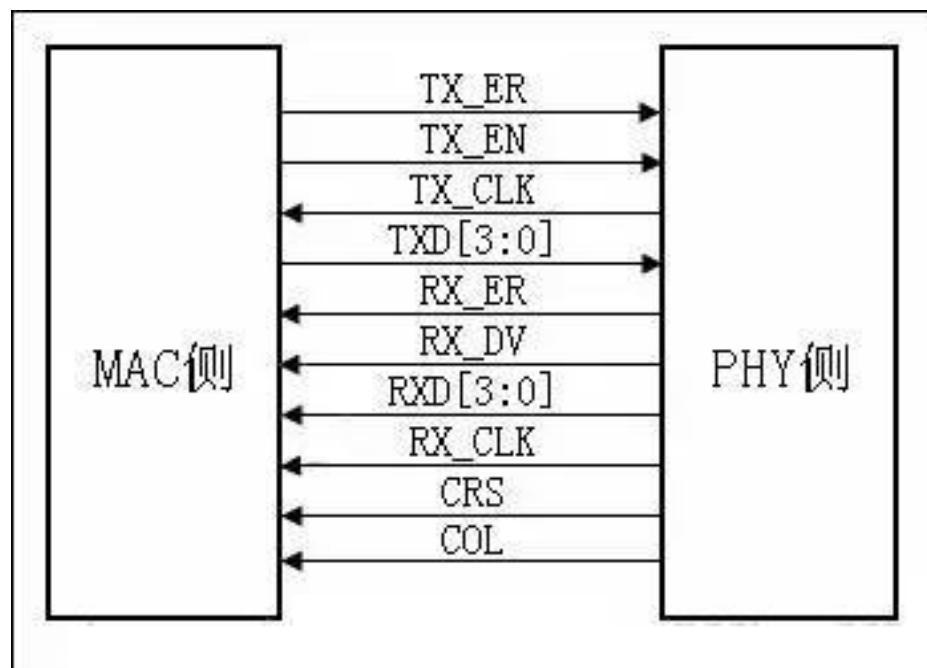 TX_ER
TX_EN
TX_CLK
TXD[3:0]
RX_ER
RX_DV
MAC侧
PHY侧
RXD[3:0]
RX_CLK
CRS
COL